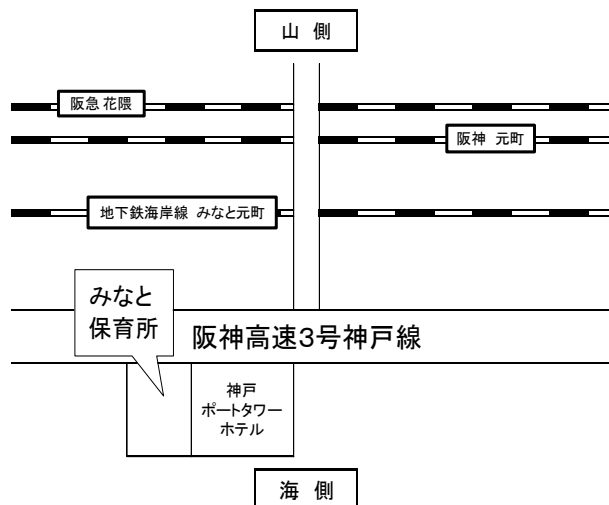 山 側
阪急 花隈
阪神 元町
地下鉄海岸線 みなと元町
みなと
保育所
阪神高速3号神戸線
神戸
ポートタワー
ホテル
海 側